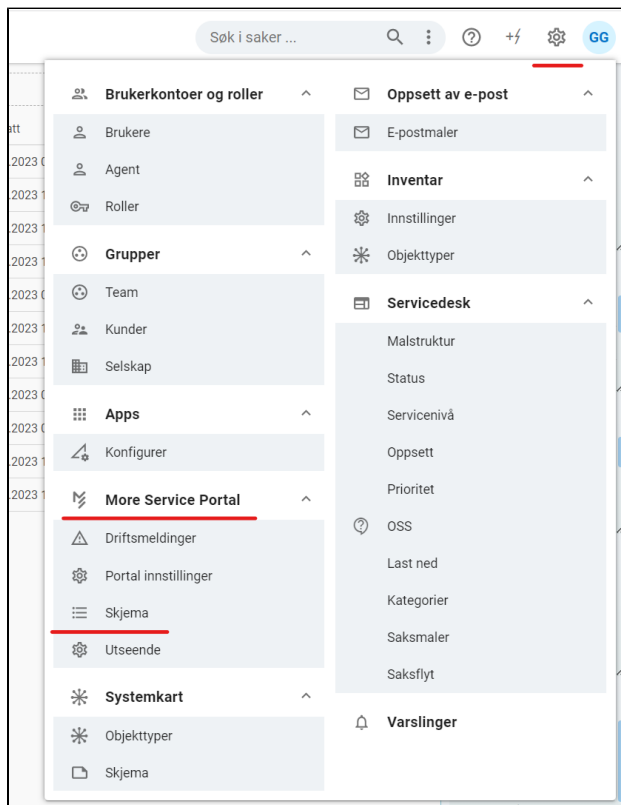 Søk i saker ...
GG
att
.2023 0
.2023 1
.2023 1
.2023 1
.2023 0
.2023 1
.2023 1
.2023 0
.2023 0
.2023 1
.2023 1
Brukerkontoer og roller
Brukere
Agent
Roller
Grupper
Team
Kunder
Selskap
Apps
Konfigurer
More Service Portal
Driftsmeldinger
Portal innstillinger
Skjema
Utseende
Systemkart
Objekttyper
Skjema
Oppsett av e-post
E-postmaler
Inventar
Innstillinger
Objekttyper
Servicedesk
Malstruktur
Status
Servicenivå
Oppsett
Prioritet
OSS
Last ned
Kategorier
Saksmaler
Saksflyt
Varslinger